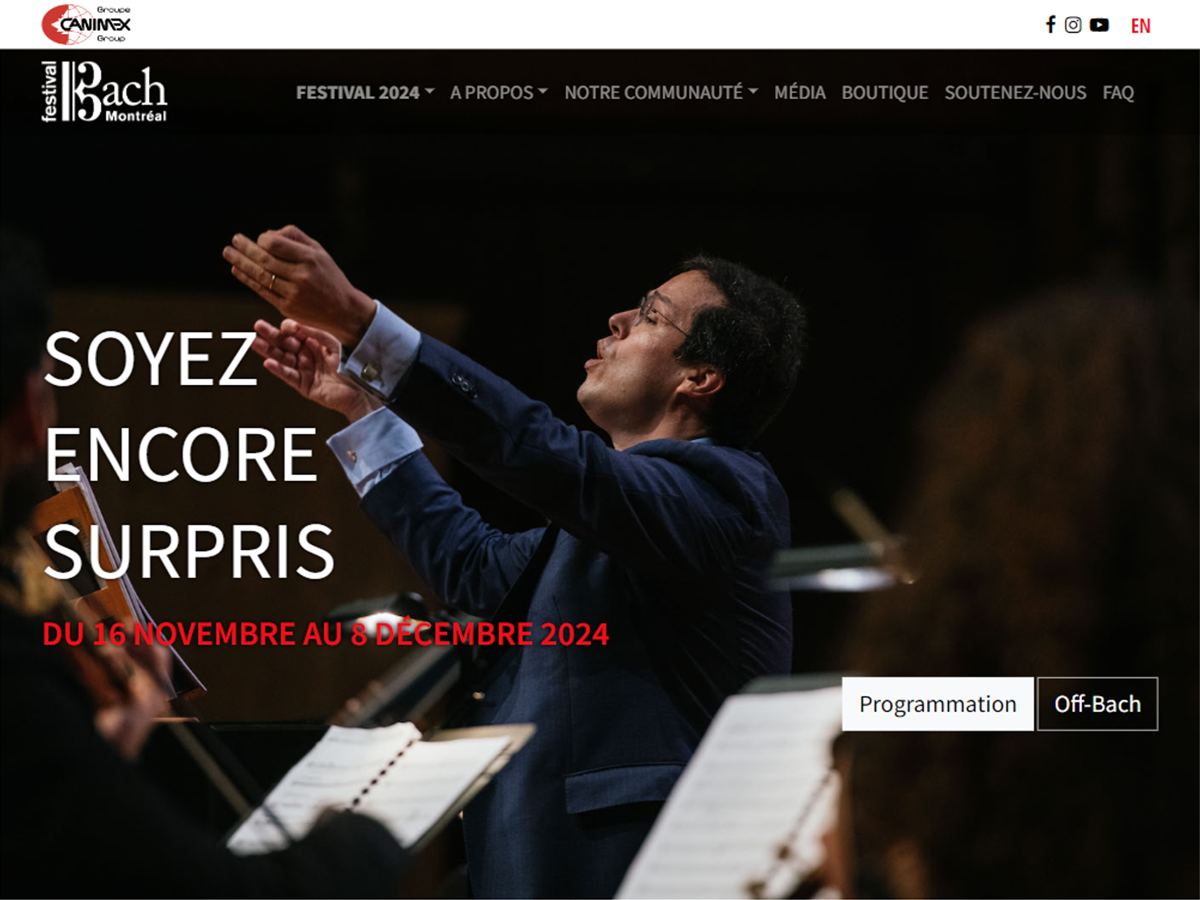 Groupe
CANIMEX
Group
EN
festival
Bach
Montréal
FESTIVAL 2024 A PROPOS NOTRE COMMUNAUTÉ MÉDIA BOUTIQUE SOUTENEZ-NOUS FAQ
SOYEZ
ENCORE
SURPRIS
DU 16 NOVEMBRE AU 8 DÉCEMBRE 2024
Programmation Off-Bach